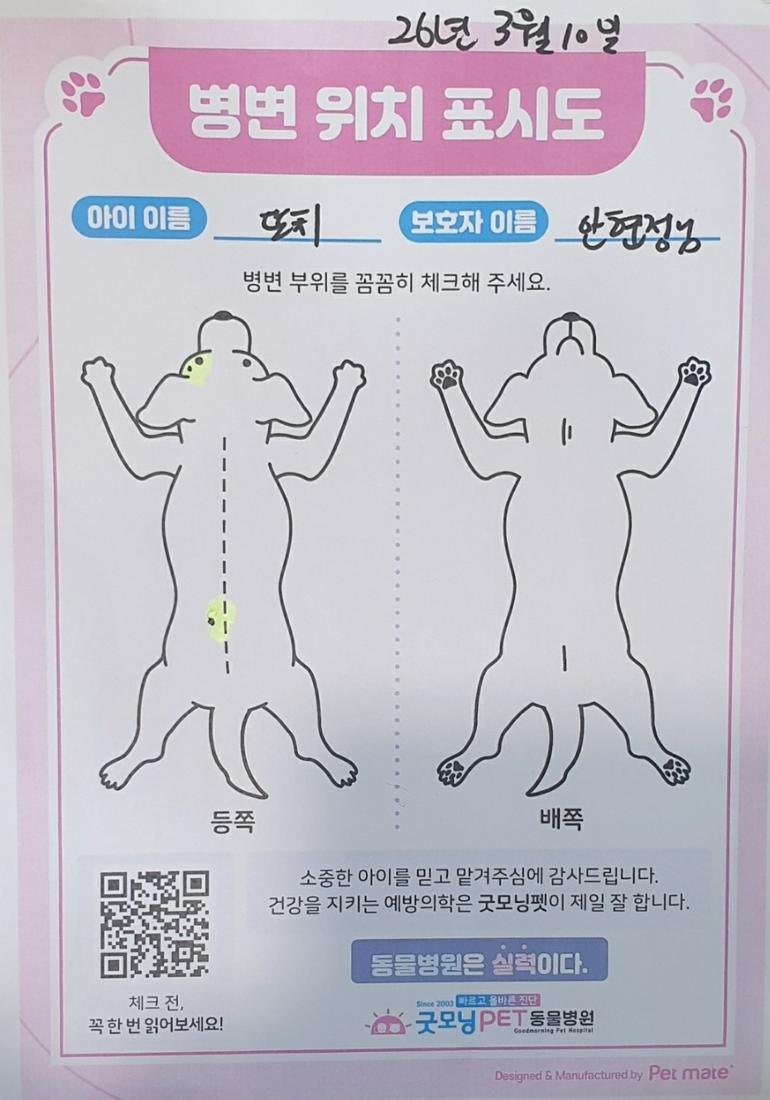 26년 3월 10일
병변 위치 표시도
아이 이름 또치 보호자 이름 안현정님
병변 부위를 꼼꼼히 체크해 주세요.
등쪽
배쪽
소중한 아이를 믿고 맡겨주심에 감사드립니다.
건강을 지키는 예방의학은 굿모닝펫이 제일 잘 합니다.
동물병원은 실력이다.
체크 전,
꼭 한 번 읽어보세요!
Since 2003 빠르고 올바른 진단
굿모닝PET동물병원
Goodmorning Pet Hospital
Designed & Manufactured by Pet mate